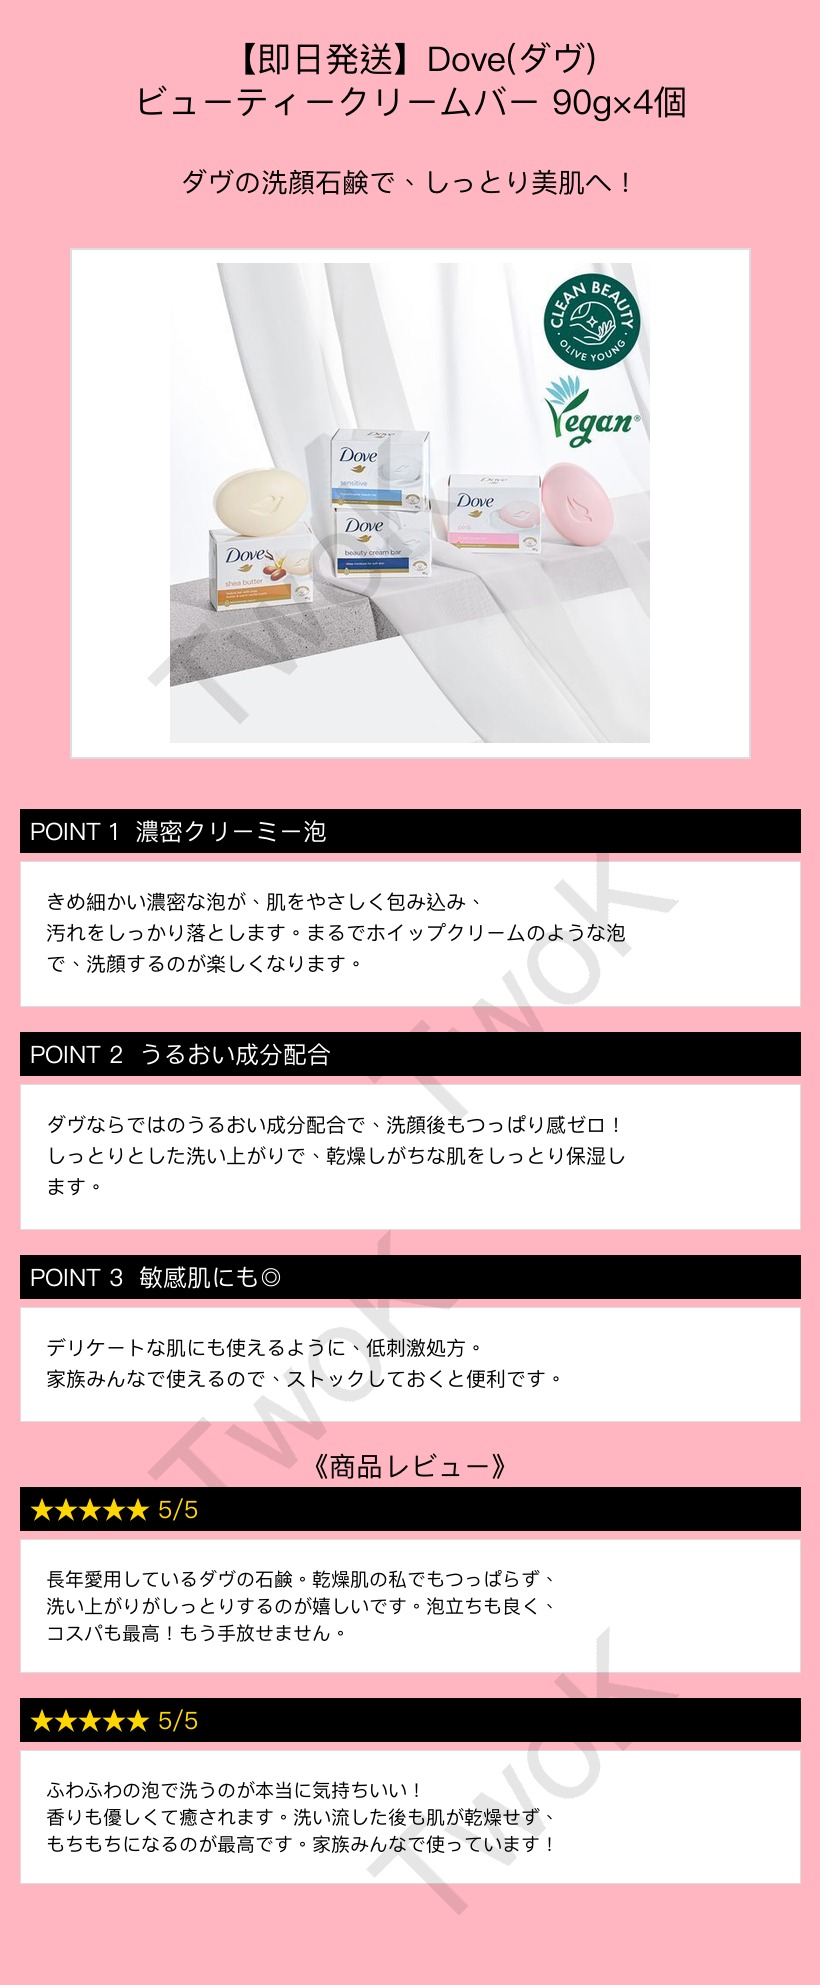 【即日発送】Dove(ダヴ)
ビューティークリームバー 90g×4個
ダヴの洗顔石鹸で、しっとり美肌へ！
CLEAN BEAUTY
・OLIVE YOUNG・
Vegan®
Dove
Dove
sensitive
Dove
beauty cream bar
Dove
pink
Dove
shea butter
TwoK
POINT 1 濃密クリーミー泡
きめ細かい濃密な泡が、肌をやさしく包み込み、
汚れをしっかり落とします。まるでホイップクリームのような泡
で、洗顔するのが楽しくなります。
TwoK
POINT 2 うるおい成分配合
ダヴならではのうるおい成分配合で、洗顔後もつっぱり感ゼロ！
しっとりとした洗い上がりで、乾燥しがちな肌をしっとり保湿し
ます。
POINT 3 敏感肌にも◎
デリケートな肌にも使えるように、低刺激処方。
家族みんなで使えるので、ストックしておくと便利です。
TwoK
《商品レビュー》
★★★★★ 5/5
長年愛用しているダヴの石鹸。乾燥肌の私でもつっぱらず、
洗い上がりがしっとりするのが嬉しいです。泡立ちも良く、
コスパも最高！もう手放せません。
★★★★★ 5/5
ふわふわの泡で洗うのが本当に気持ちいい！
香りも優しくて癒されます。洗い流した後も肌が乾燥せず、
もちもちになるのが最高です。家族みんなで使っています！
TwoK